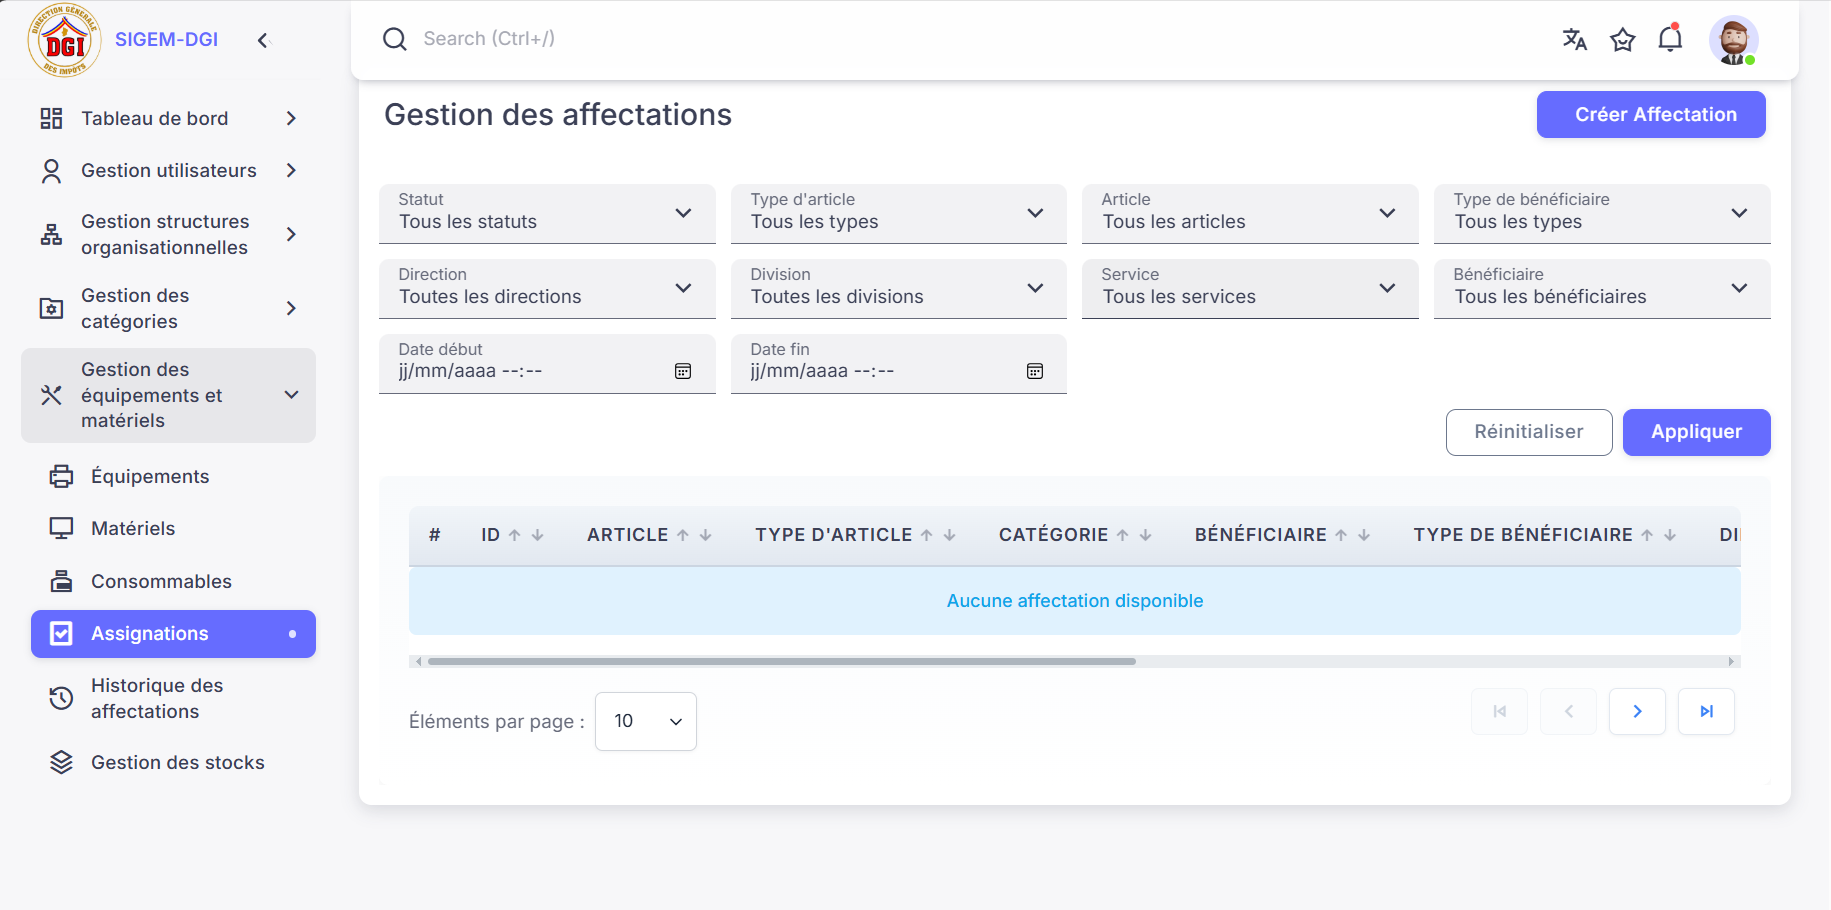 DIRECTION GÉNÉRALE
DGI
DES IMPÔTS
SIGEM-DGI
Search (Ctrl+/)
Tableau de bord
Gestion utilisateurs
Gestion structures
organisationnelles
Gestion des
catégories
Gestion des
équipements et
matériels
Équipements
Matériels
Consommables
Assignations
Historique des
affectations
Gestion des stocks
Gestion des affectations
Créer Affectation
Statut
Tous les statuts
Type d'article
Tous les types
Article
Tous les articles
Type de bénéficiaire
Tous les types
Direction
Toutes les directions
Division
Toutes les divisions
Service
Tous les services
Bénéficiaire
Tous les bénéficiaires
Date début
jj/mm/aaaa --:--
Date fin
jj/mm/aaaa --:--
Réinitialiser
Appliquer
# ID ARTICLE TYPE D'ARTICLE CATÉGORIE BÉNÉFICIAIRE TYPE DE BÉNÉFICIAIRE DI
Aucune affectation disponible
Éléments par page : 10